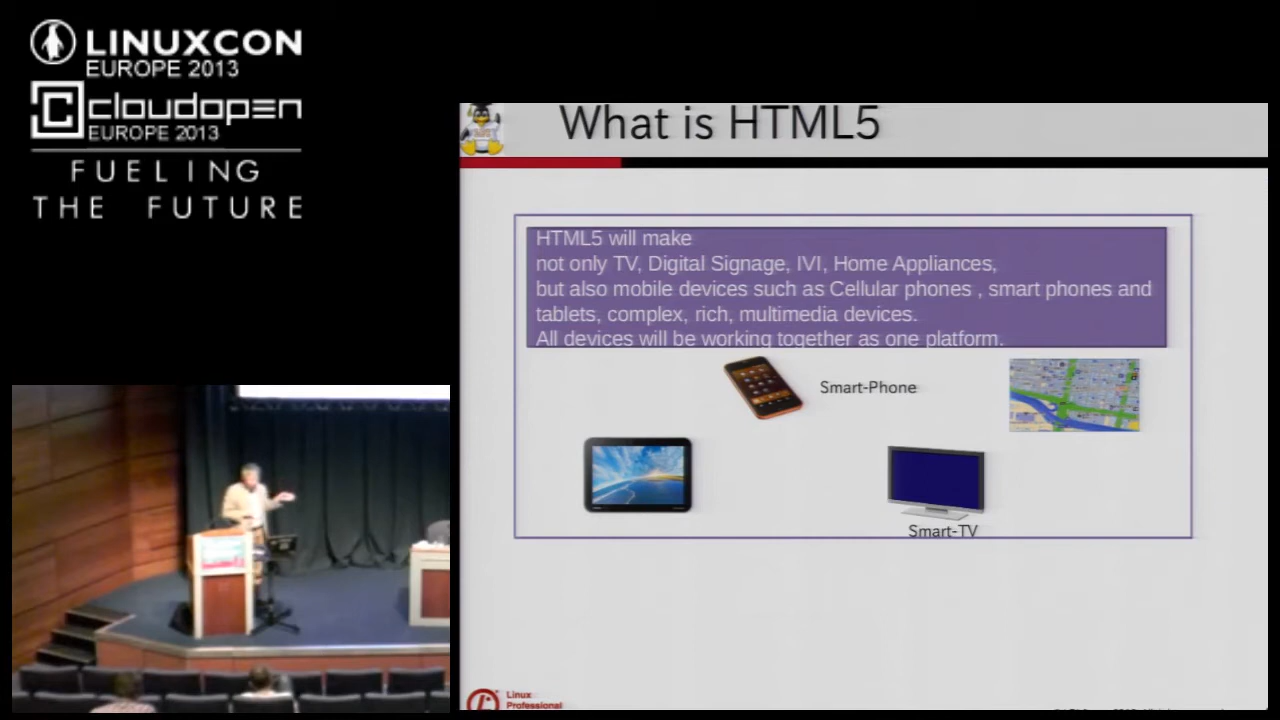 LINUXCON
EUROPE 2013
cloudopen
EUROPE 2013
FUELING
THE FUTURE
What is HTML5
HTML5 will make
not only TV, Digital Signage, IVI, Home Appliances,
but also mobile devices such as Cellular phones , smart phones and
tablets, complex, rich, multimedia devices.
All devices will be working together as one platform.
Smart-Phone
Smart-TV
Linux
Professional